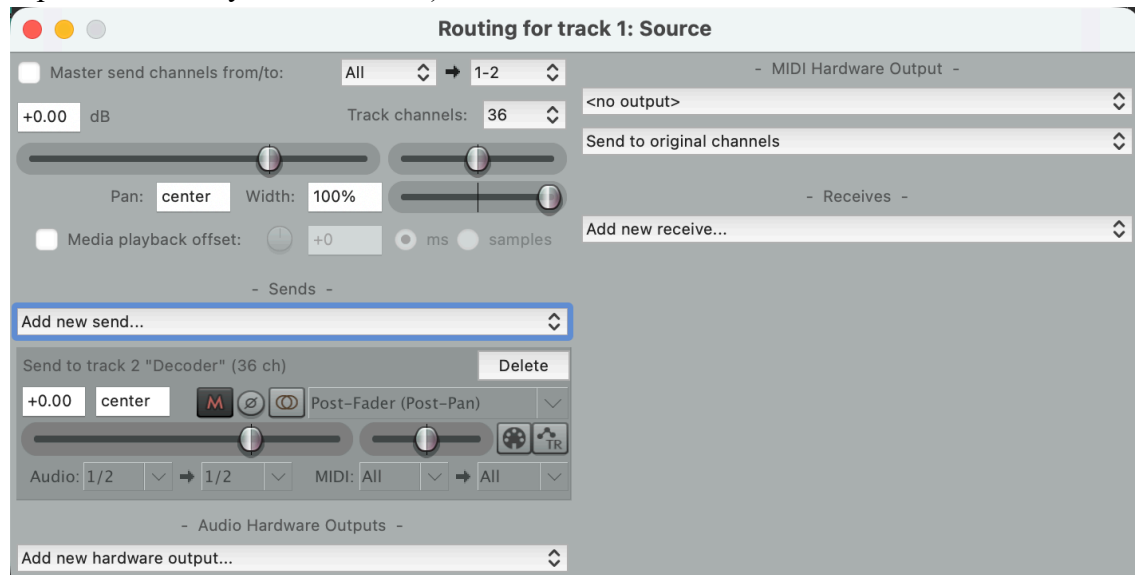 Routing for track 1: Source
Master send channels from/to: All 1-2
+0.00 dB Track channels: 36
Pan: center Width: 100%
Media playback offset: +0 ms samples
- Sends -
Add new send...
Send to track 2 "Decoder" (36 ch) Delete
+0.00 center M Post-Fader (Post-Pan)
TR
Audio: 1/2 1/2 MIDI: All All
- Audio Hardware Outputs -
Add new hardware output...
- MIDI Hardware Output -
<no output>
Send to original channels
- Receives -
Add new receive...